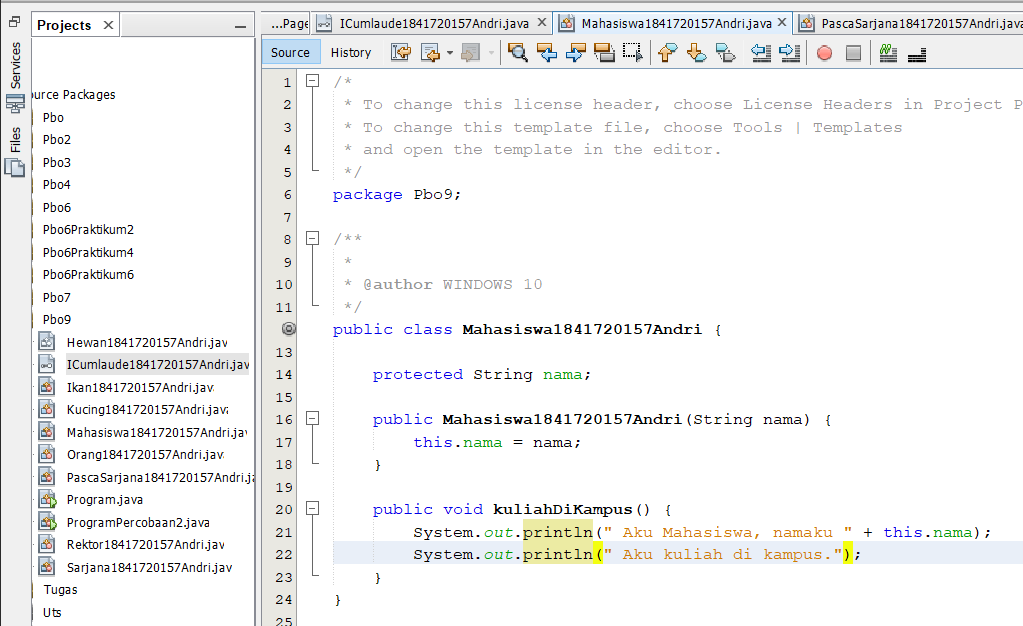 Projects
...Page
ICumlaude1841720157Andri.java
Mahasiswa1841720157Andri.java
PascaSarjana1841720157Andri.java
Services
Files
Source
History
urce Packages
Pbo
Pbo2
Pbo3
Pbo4
Pbo6
Pbo6Praktikum2
Pbo6Praktikum4
Pbo6Praktikum6
Pbo7
Pbo9
Hewan1841720157Andri.jav
ICumlaude1841720157Andri.jav
Ikan1841720157Andri.jav
Kucing1841720157Andri.java
Mahasiswa1841720157Andri.jav
Orang1841720157Andri.jav
PascaSarjana1841720157Andri.j
Program.java
ProgramPercobaan2.java
Rektor1841720157Andri.jav
Sarjana1841720157Andri.jav
Tugas
Uts
1 /*
2 * To change this license header, choose License Headers in Project P
3 * To change this template file, choose Tools | Templates
4 * and open the template in the editor.
5 */
6 package Pbo9;
7
8 /**
9 *
10 * @author WINDOWS 10
11 */
public class Mahasiswa1841720157Andri {
13
14 protected String nama;
15
16 public Mahasiswa1841720157Andri(String nama) {
17 this.nama = nama;
18 }
19
20 public void kuliahDiKampus() {
21 System.out.println(" Aku Mahasiswa, namaku " + this.nama);
22 System.out.println(" Aku kuliah di kampus.");
23 }
24 }
25